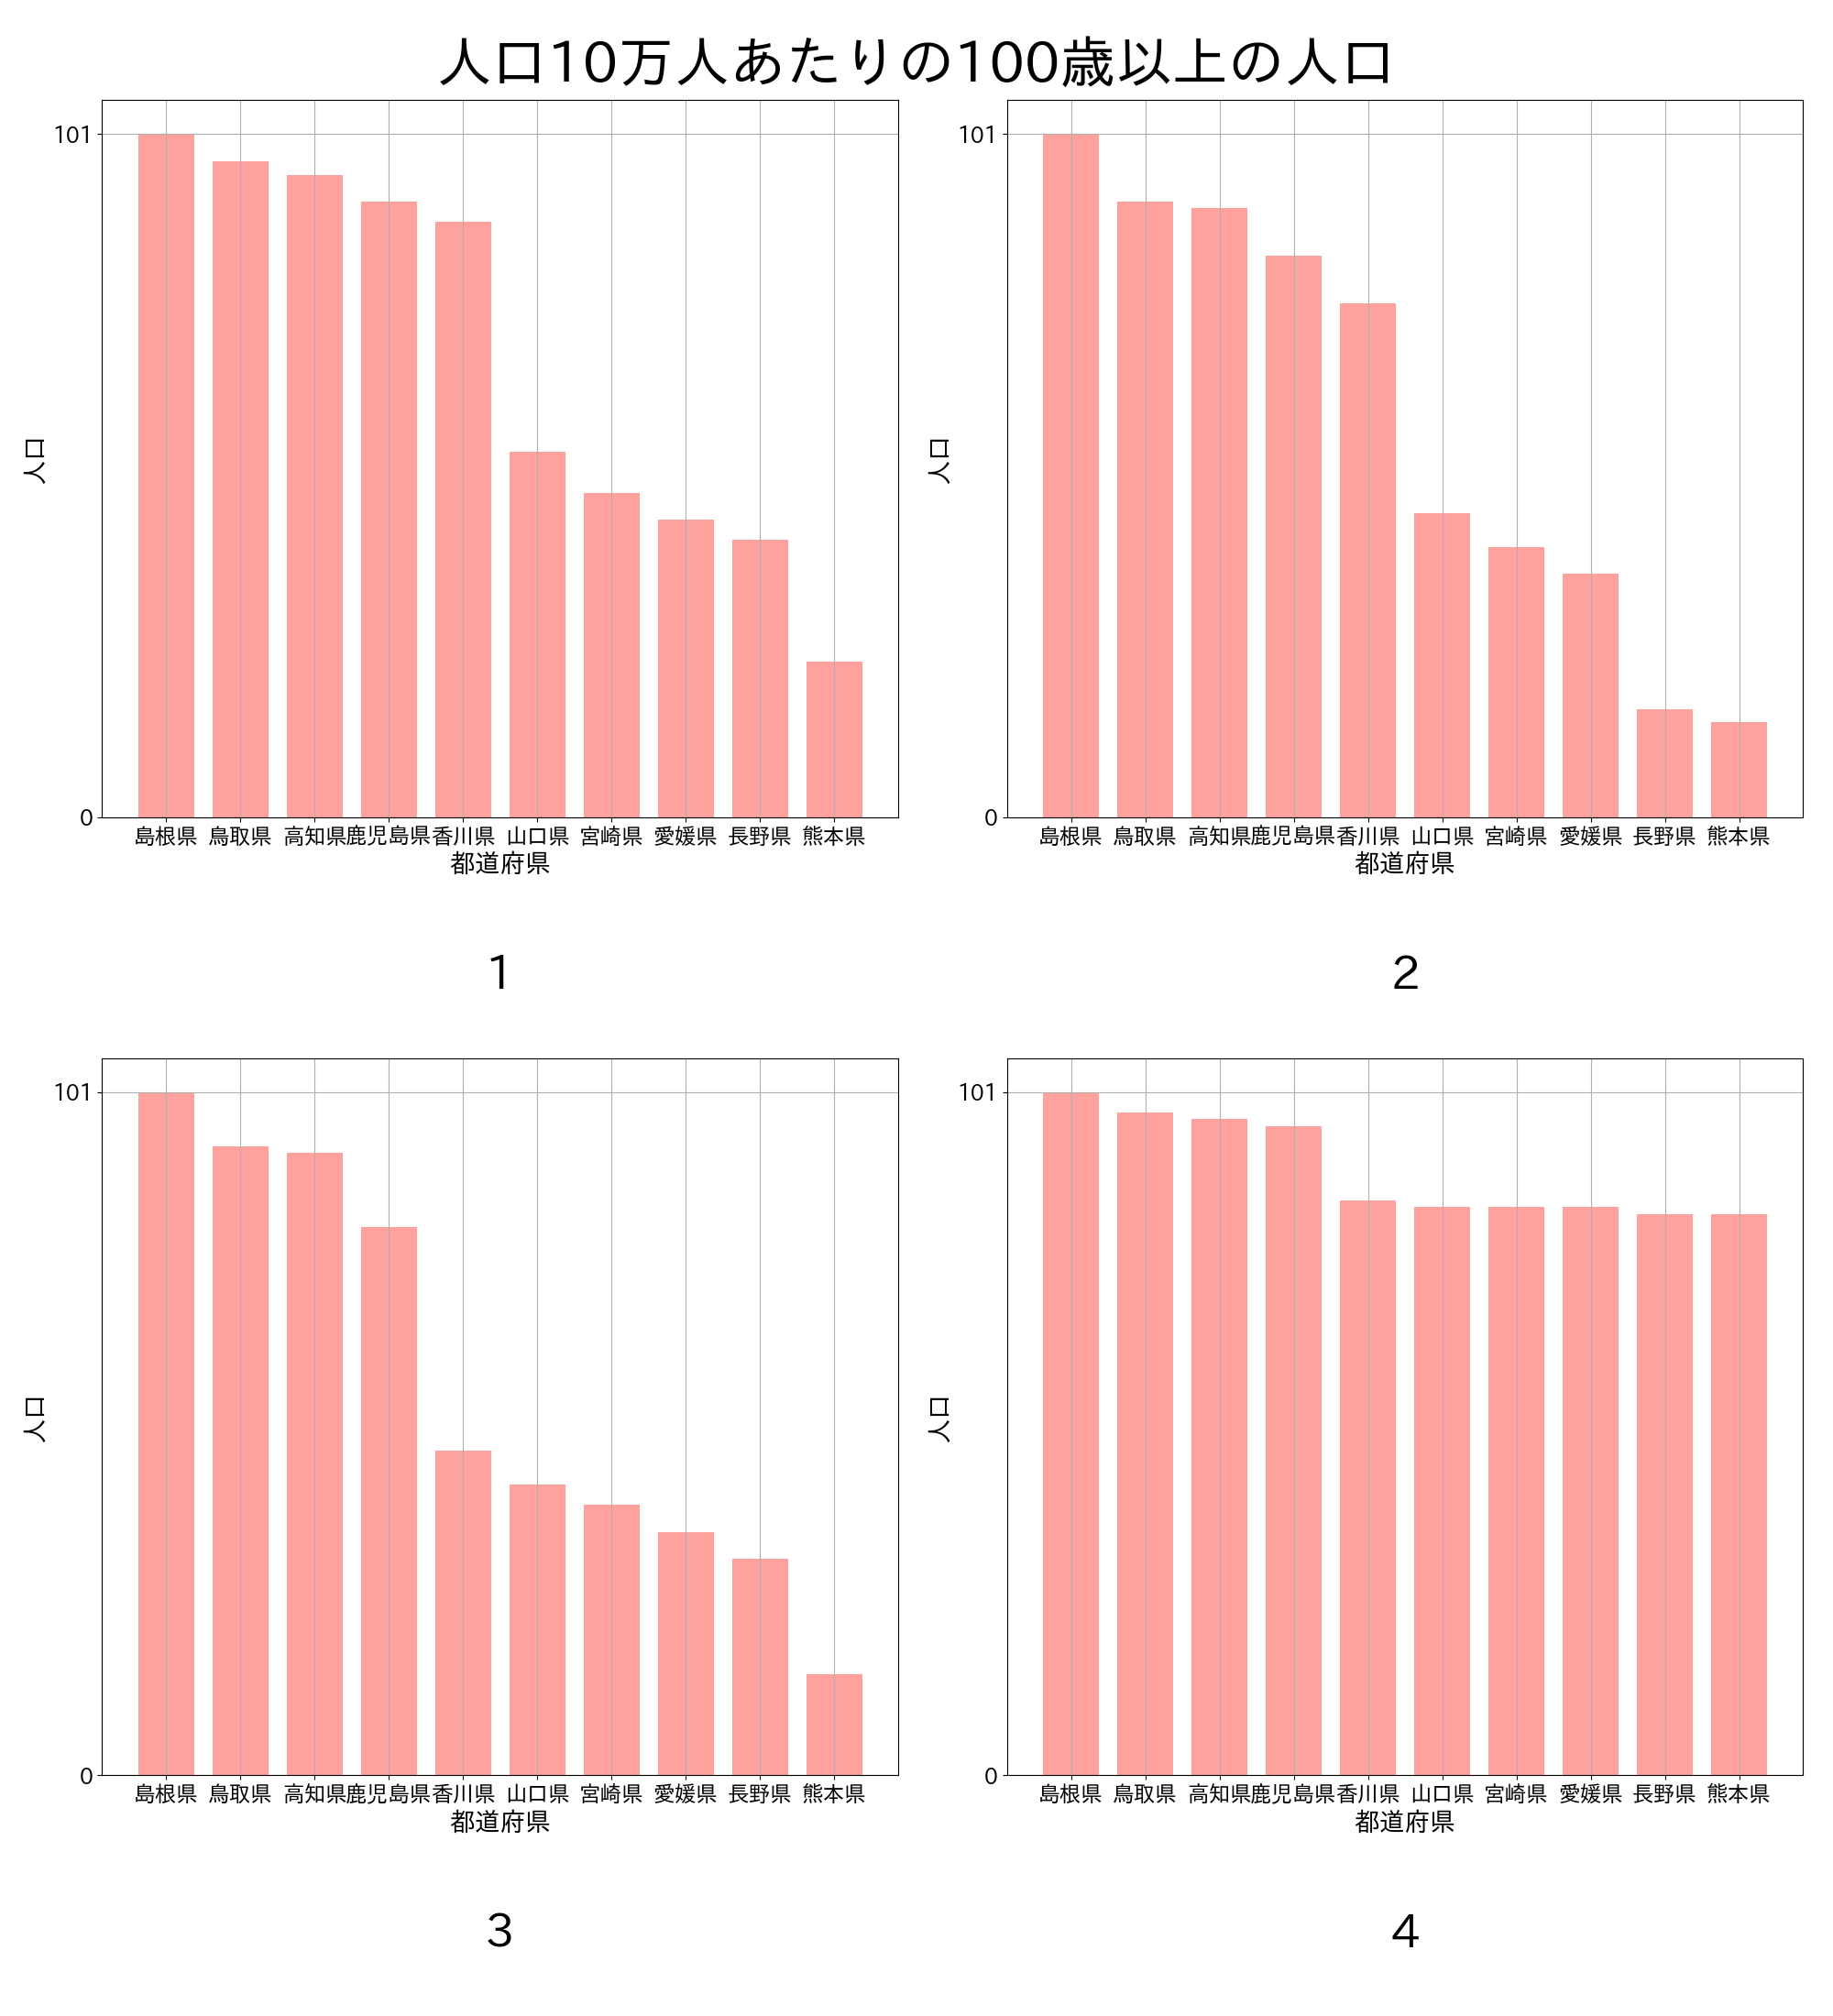 人口10万人あたりの100歳以上の人口
101
人口
0
島根県 鳥取県 高知県 鹿児島県 香川県 山口県 宮崎県 愛媛県 長野県 熊本県
都道府県
1
101
人口
0
島根県 鳥取県 高知県 鹿児島県 香川県 山口県 宮崎県 愛媛県 長野県 熊本県
都道府県
2
101
人口
0
島根県 鳥取県 高知県 鹿児島県 香川県 山口県 宮崎県 愛媛県 長野県 熊本県
都道府県
3
101
人口
0
島根県 鳥取県 高知県 鹿児島県 香川県 山口県 宮崎県 愛媛県 長野県 熊本県
都道府県
4